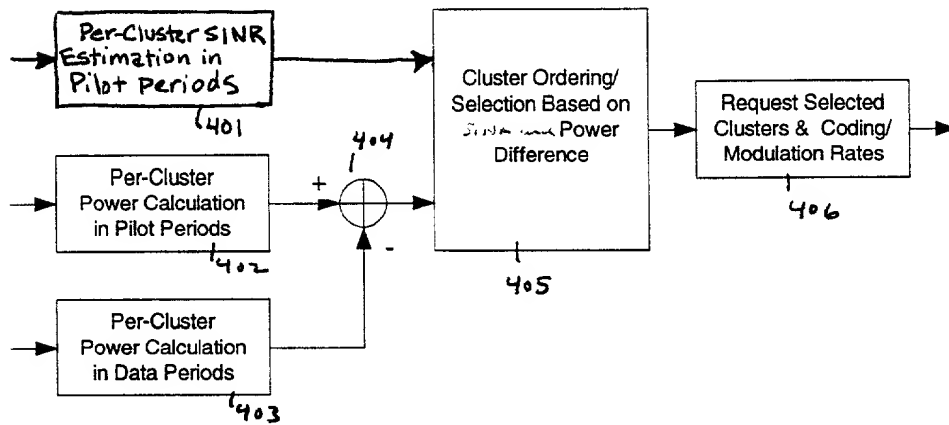 Per-Cluster SINR
Estimation in
Pilot periods
401
Per-Cluster
Power Calculation
in Pilot Periods
402
Per-Cluster
Power Calculation
in Data Periods
403
404
+
-
Cluster Ordering/
Selection Based on
Power
Difference
405
Request Selected
Clusters & Coding/
Modulation Rates
406